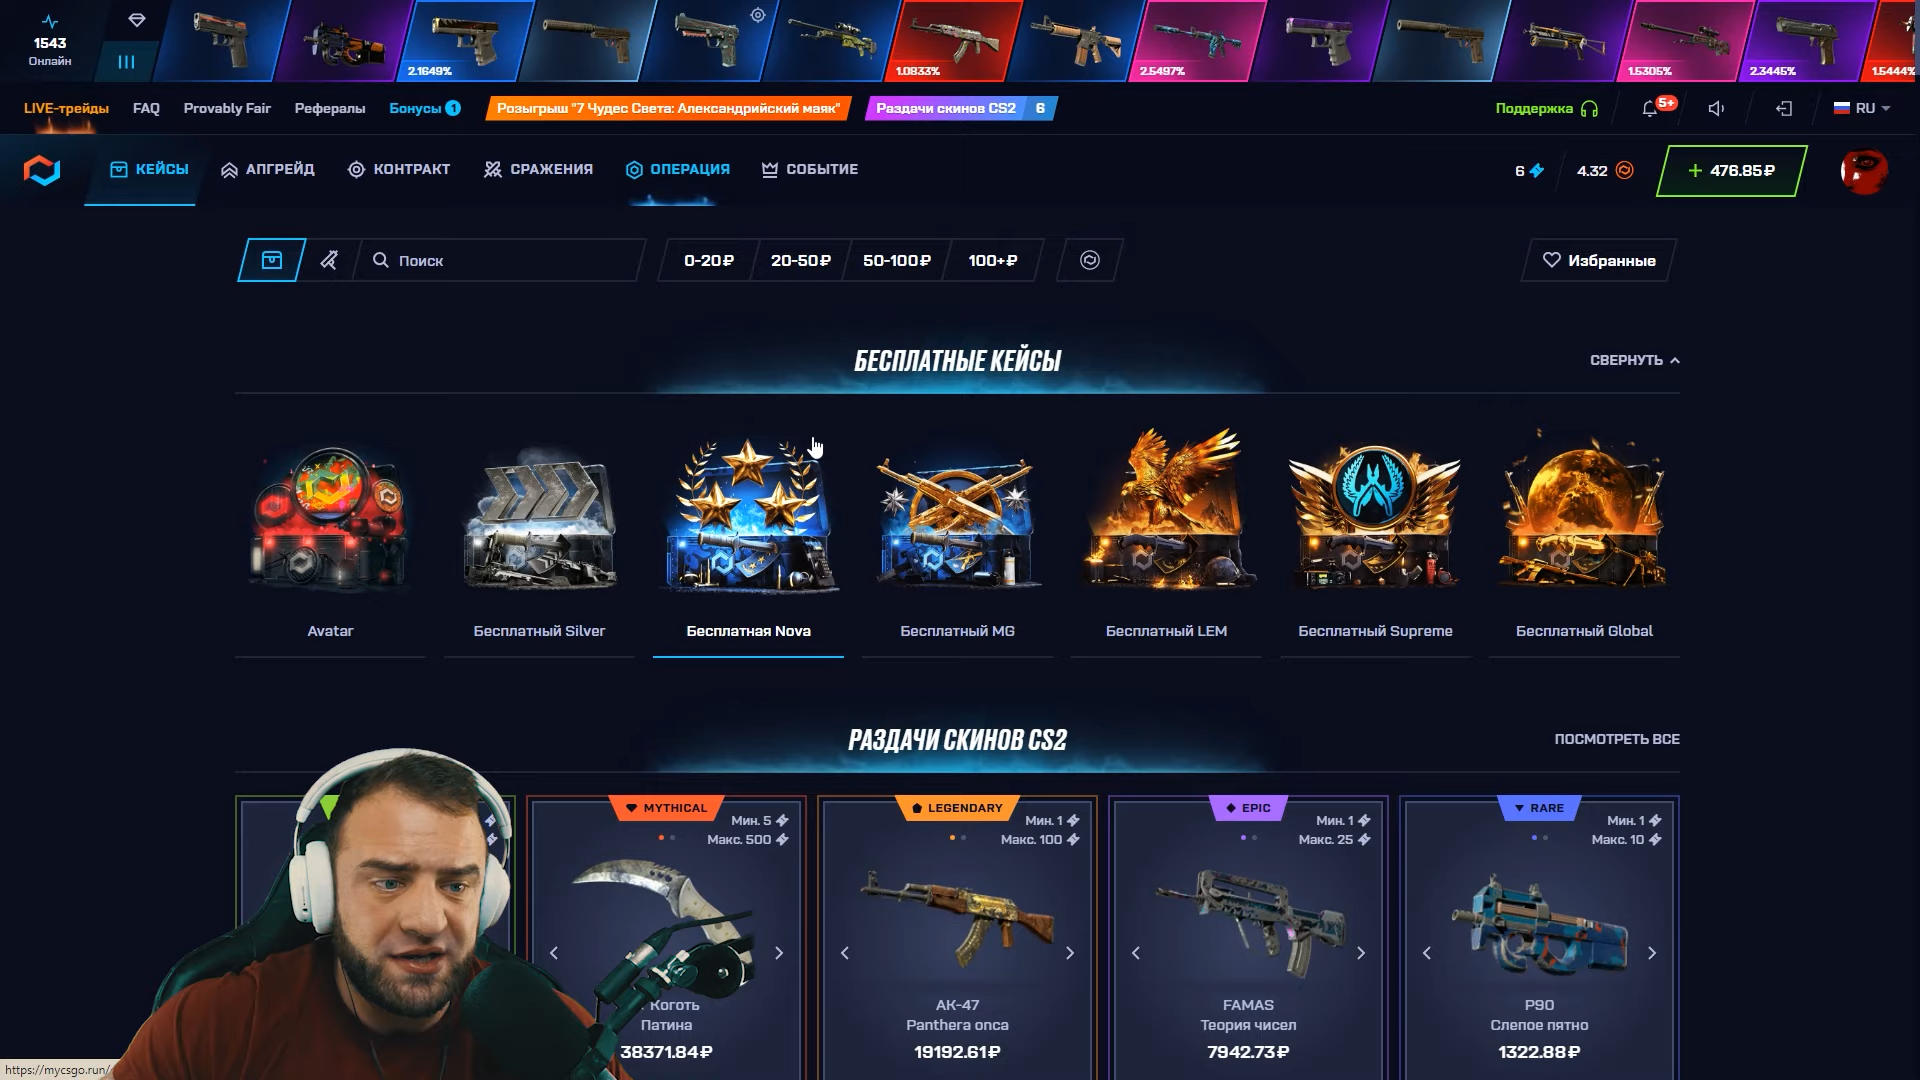 1543
Онлайн
2.1649%
1.0833%
2.5497%
1.5305%
2.3445%
1.5444%
LIVE-трейды
FAQ
Provably Fair
Рефералы
Бонусы 1
Розыгрыш "7 Чудес Света: Александрийский маяк"
Раздачи скинов CS2 6
Поддержка
5+
RU
КЕЙСЫ
АПГРЕЙД
КОНТРАКТ
СРАЖЕНИЯ
ОПЕРАЦИЯ
СОБЫТИЕ
6
4.32
+ 476.85₽
Поиск
0-20₽
20-50₽
50-100₽
100+₽
Избранные
БЕСПЛАТНЫЕ КЕЙСЫ
СВЕРНУТЬ
Avatar
Бесплатный Silver
Бесплатная Nova
Бесплатный MG
Бесплатный LEM
Бесплатный Supreme
Бесплатный Global
РАЗДАЧИ СКИНОВ CS2
ПОСМОТРЕТЬ ВСЕ
MYTHICAL
Мин. 5
Макс. 500
Коготь
Патина
38371.84₽
LEGENDARY
Мин. 1
Макс. 100
AK-47
Panthera onca
19192.61₽
EPIC
Мин. 1
Макс. 25
FAMAS
Теория чисел
7942.73₽
RARE
Мин. 1
Макс. 10
P90
Слепое пятно
1322.88₽
https://mycsgo.run/